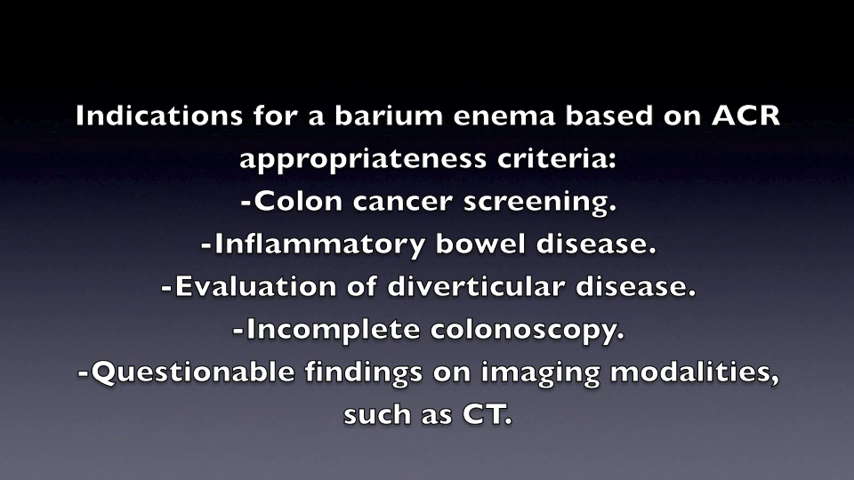 Indications for a barium enema based on ACR
appropriateness criteria:
-Colon cancer screening.
-Inflammatory bowel disease.
-Evaluation of diverticular disease.
-Incomplete colonoscopy.
-Questionable findings on imaging modalities,
such as CT.